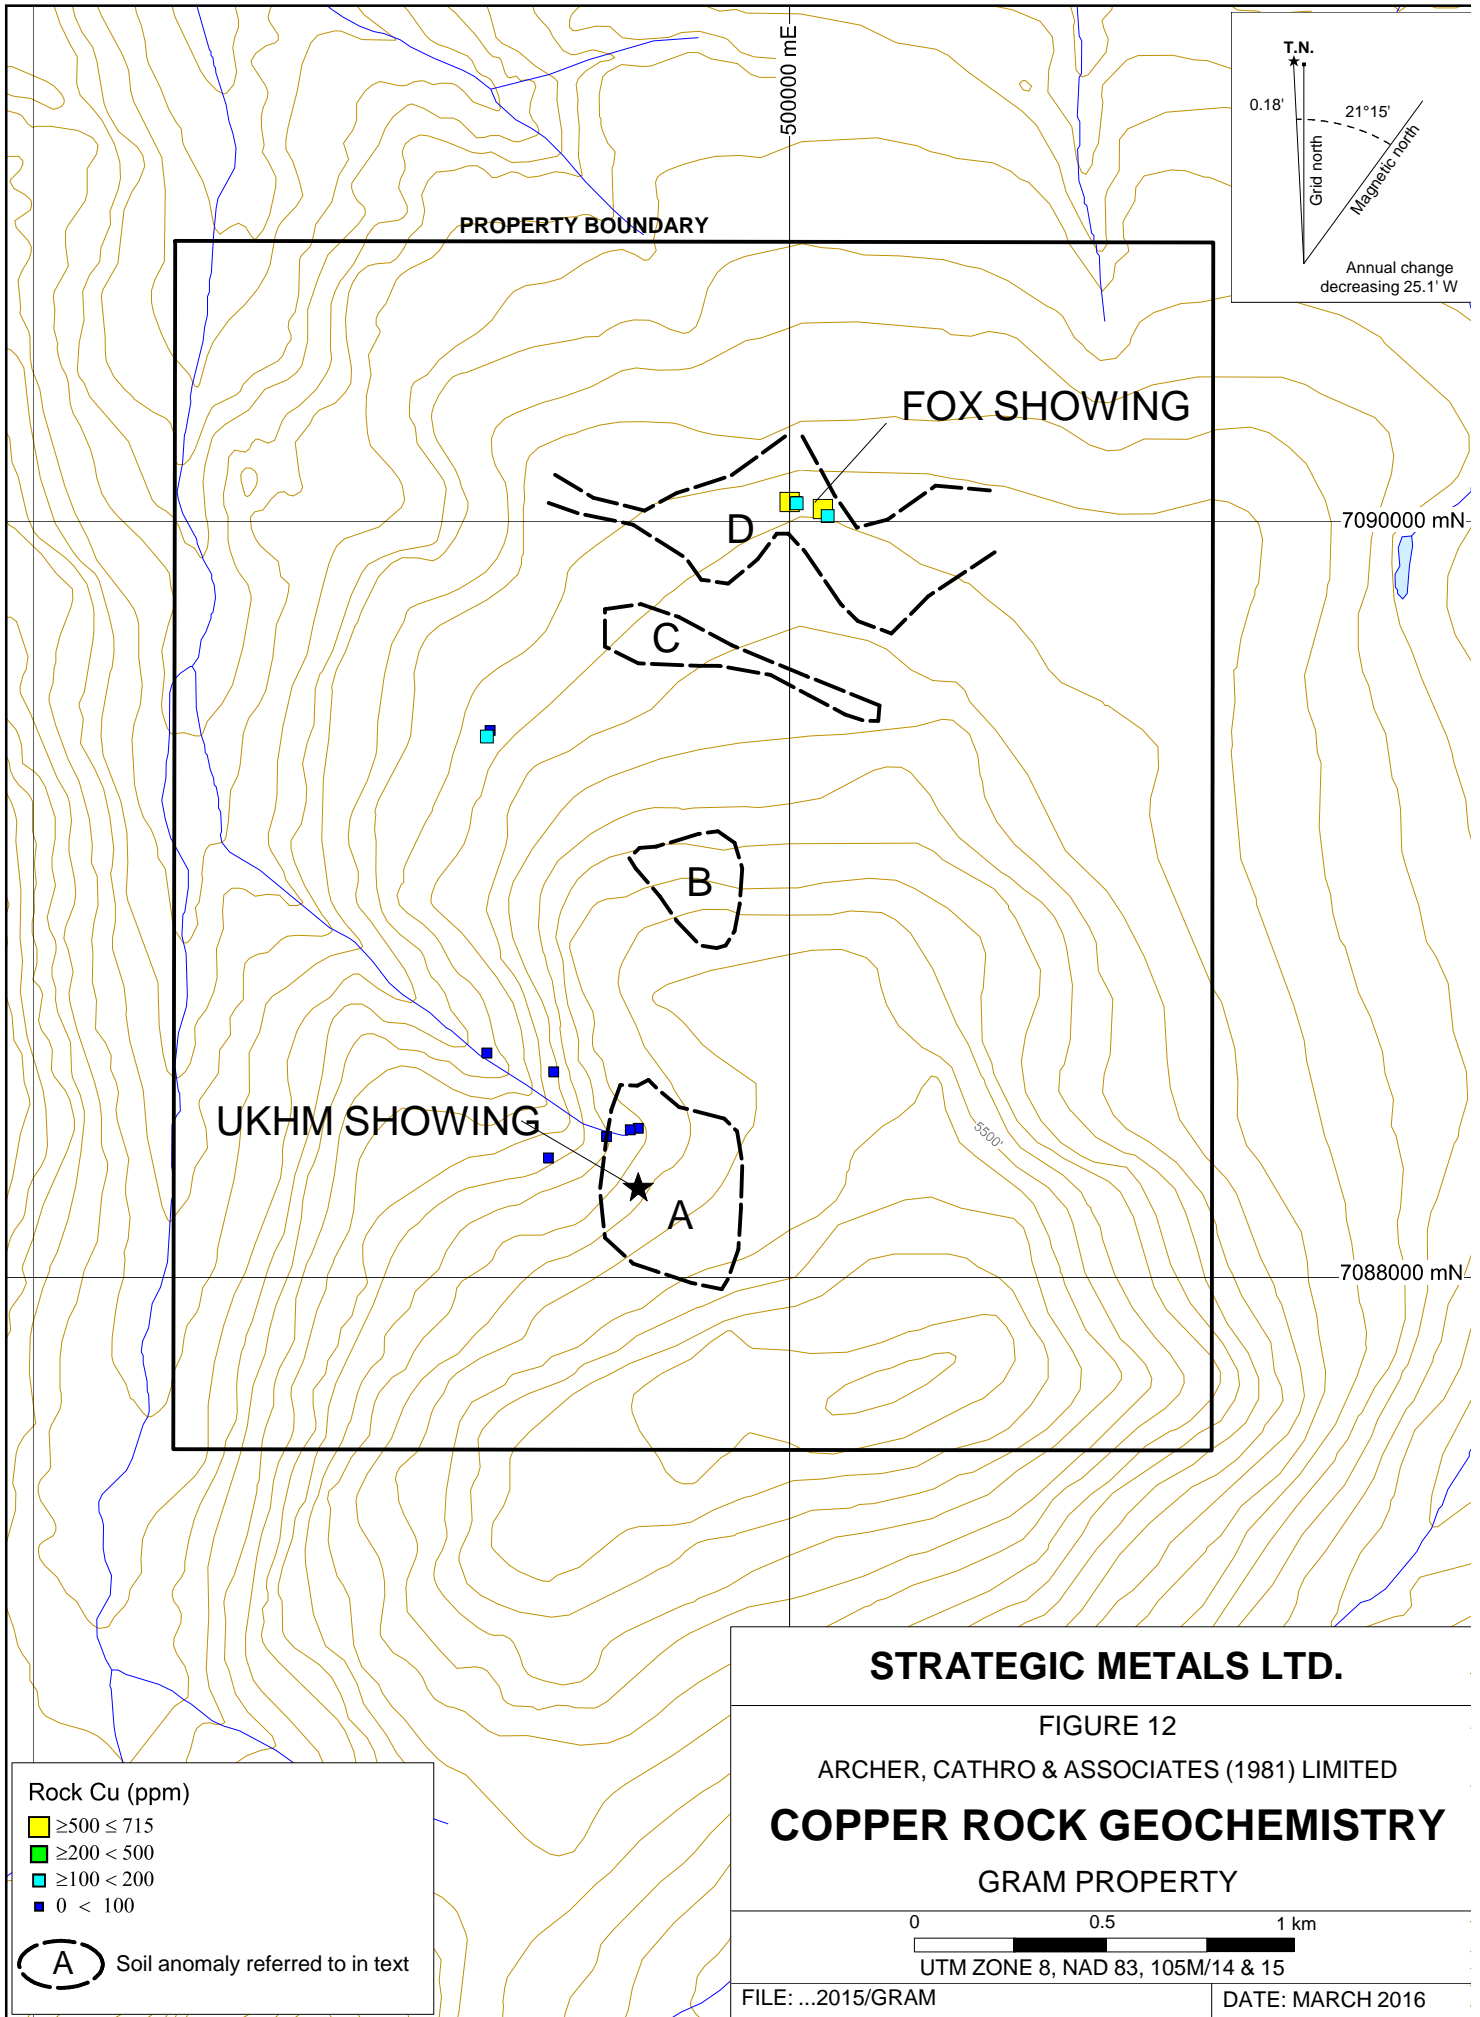 500000 mE
T.N.
0.18'
21°15'
Grid north
Magnetic north
Annual change
decreasing 25.1' W
PROPERTY BOUNDARY
FOX SHOWING
D
7090000 mN
C
B
UKHM SHOWING
5500'
A
7088000 mN
STRATEGIC METALS LTD.
FIGURE 12
ARCHER, CATHRO & ASSOCIATES (1981) LIMITED
COPPER ROCK GEOCHEMISTRY
GRAM PROPERTY
0 0.5 1 km
UTM ZONE 8, NAD 83, 105M/14 & 15
FILE: ...2015/GRAM
DATE: MARCH 2016
Rock Cu (ppm)
≥500 ≤ 715
≥200 < 500
≥100 < 200
0 < 100
A Soil anomaly referred to in text